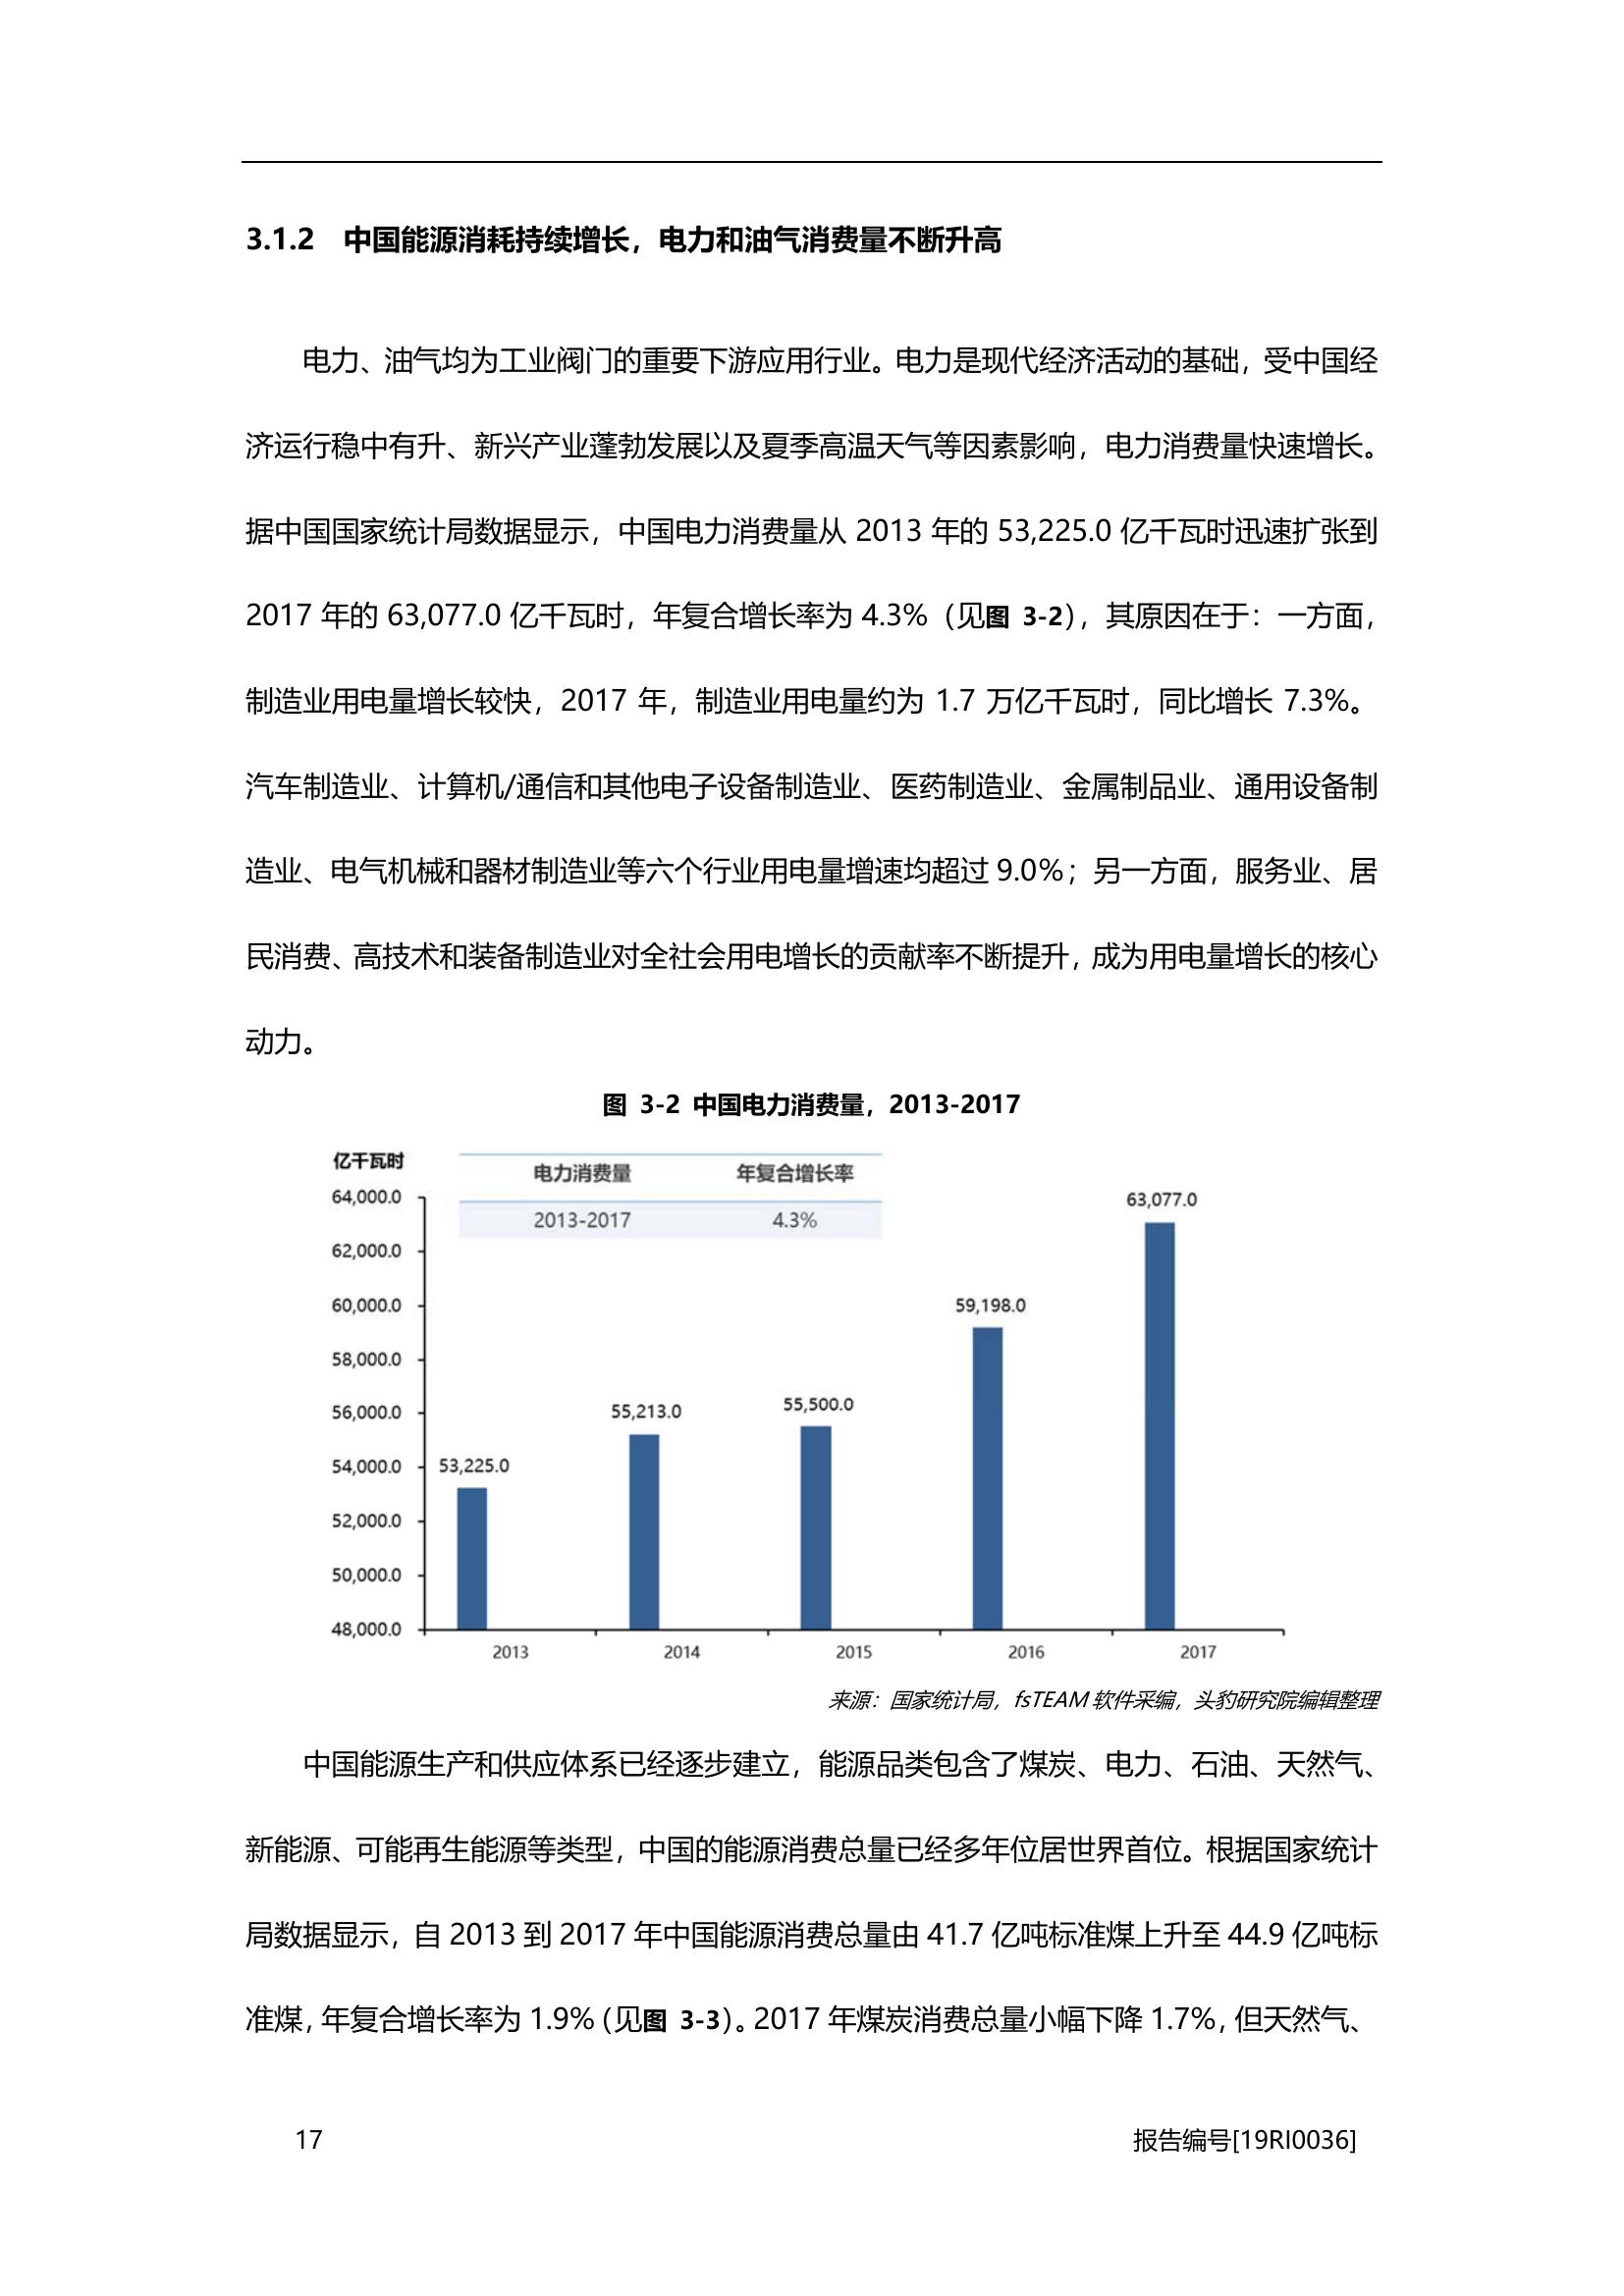 3.1.2 中国能源消耗持续增长，电力和油气消费量不断升高
电力、油气均为工业阀门的重要下游应用行业。电力是现代经济活动的基础，受中国经
济运行稳中有升、新兴产业蓬勃发展以及夏季高温天气等因素影响，电力消费量快速增长。
据中国国家统计局数据显示，中国电力消费量从 2013 年的 53,225.0 亿千瓦时迅速扩张到
2017 年的 63,077.0 亿千瓦时，年复合增长率为 4.3%（见图 3-2），其原因在于：一方面，
制造业用电量增长较快，2017 年，制造业用电量约为 1.7 万亿千瓦时，同比增长 7.3%。
汽车制造业、计算机/通信和其他电子设备制造业、医药制造业、金属制品业、通用设备制
造业、电气机械和器材制造业等六个行业用电量增速均超过 9.0%；另一方面，服务业、居
民消费、高技术和装备制造业对全社会用电增长的贡献率不断提升，成为用电量增长的核心
动力。
图 3-2 中国电力消费量，2013-2017
亿千瓦时
电力消费量 年复合增长率
2013-2017 4.3%
64,000.0
62,000.0
60,000.0
58,000.0
56,000.0
54,000.0
52,000.0
50,000.0
48,000.0
53,225.0
55,213.0
55,500.0
59,198.0
63,077.0
2013 2014 2015 2016 2017
来源：国家统计局，fsTEAM 软件采编，头豹研究院编辑整理
中国能源生产和供应体系已经逐步建立，能源品类包含了煤炭、电力、石油、天然气、
新能源、可能再生能源等类型，中国的能源消费总量已经多年位居世界首位。根据国家统计
局数据显示，自 2013 到 2017 年中国能源消费总量由 41.7 亿吨标准煤上升至 44.9 亿吨标
准煤，年复合增长率为 1.9%（见图 3-3）。2017 年煤炭消费总量小幅下降 1.7%，但天然气、
17 报告编号[19RI0036]